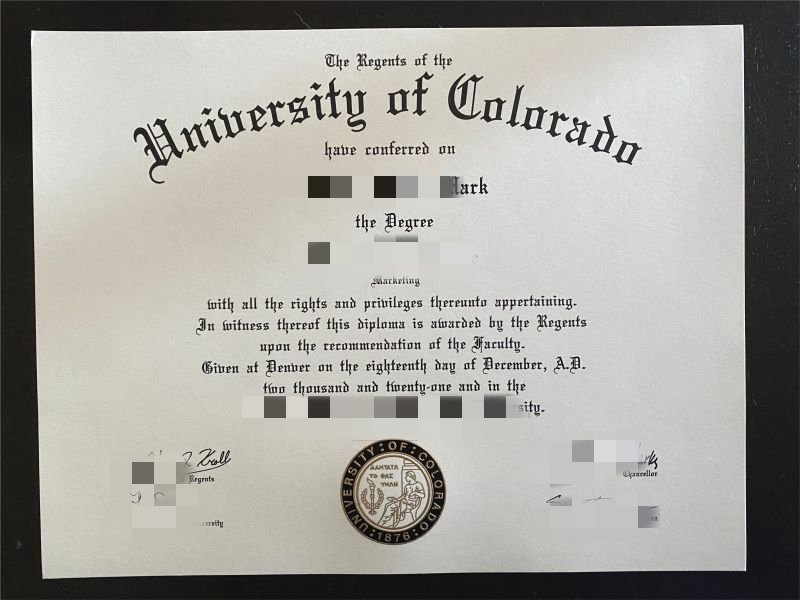 The Regents of the
University of Colorado
have conferred on
the Degree
Marketing
with all the rights and privileges thereunto appertaining.
In witness thereof this diploma is awarded by the Regents
upon the recommendation of the Faculty.
Given at Denver on the eighteenth day of December, A.D.
two thousand and twenty-one and in the
Kroll
Regents
Chancellor
UNIVERSITY OF COLORADO
ΛΑΜΠΑΔΑ
1876